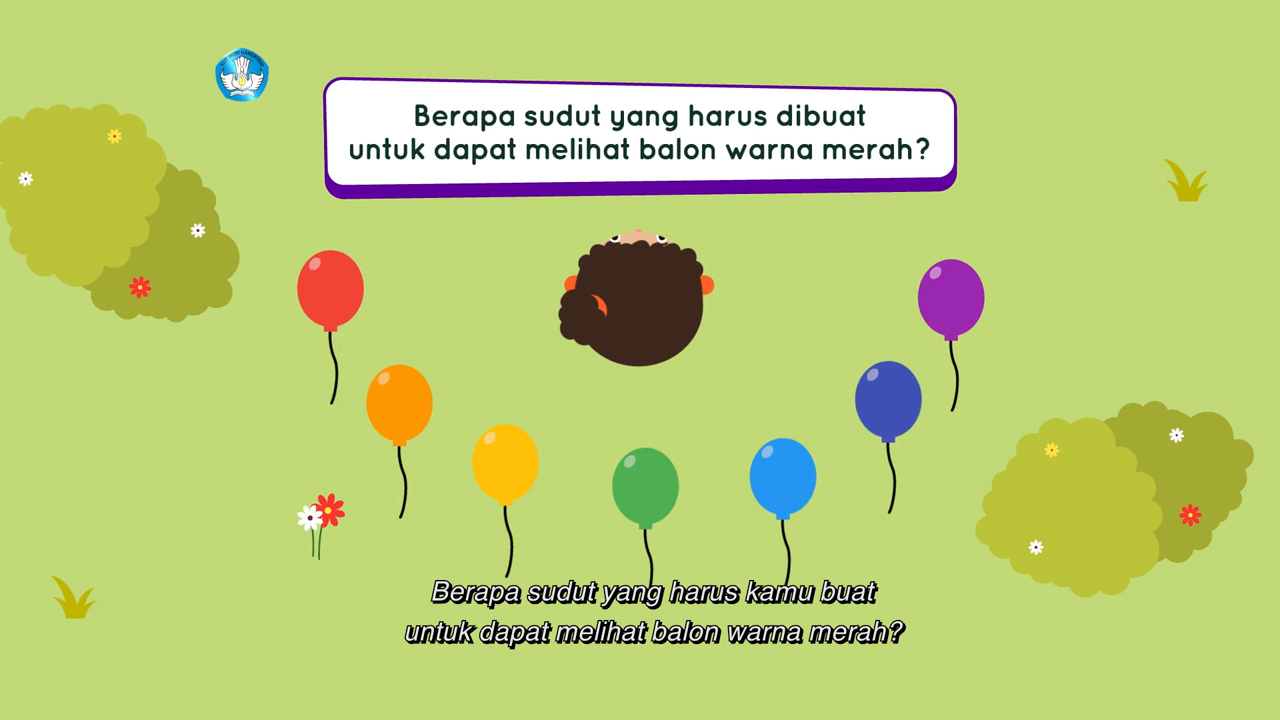 Berapa sudut yang harus dibuat
untuk dapat melihat balon warna merah?
Berapa sudut yang harus kamu buat
untuk dapat melihat balon warna merah?